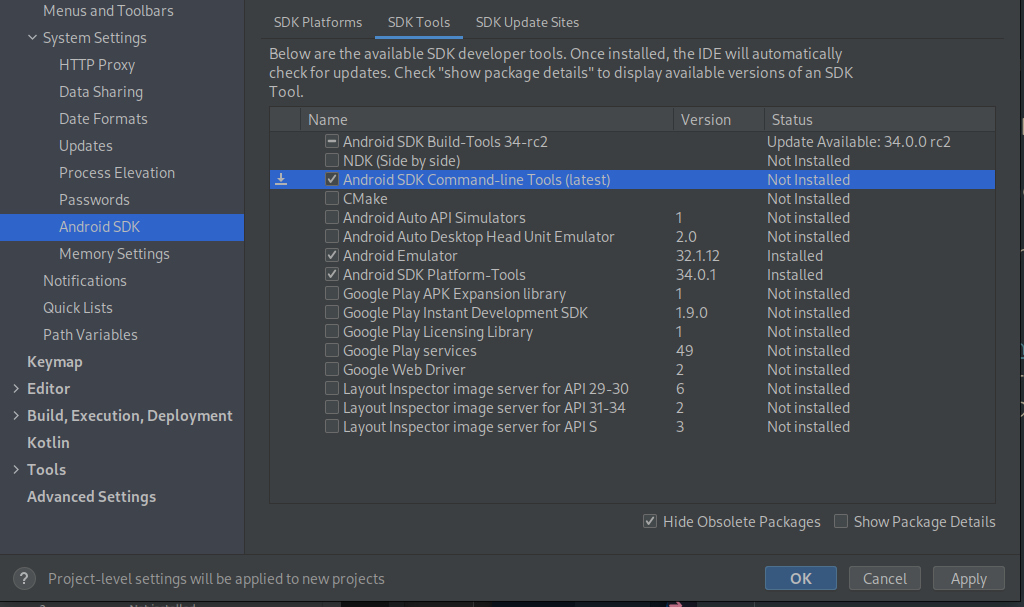 Menus and Toolbars
System Settings
HTTP Proxy
Data Sharing
Date Formats
Updates
Process Elevation
Passwords
Android SDK
Memory Settings
Notifications
Quick Lists
Path Variables
Keymap
Editor
Build, Execution, Deployment
Kotlin
Tools
Advanced Settings
SDK Platforms SDK Tools SDK Update Sites
Below are the available SDK developer tools. Once installed, the IDE will automatically
check for updates. Check "show package details" to display available versions of an SDK
Tool.
Name Version Status
Android SDK Build-Tools 34-rc2 Update Available: 34.0.0 rc2
NDK (Side by side) Not Installed
Android SDK Command-line Tools (latest) Not Installed
CMake Not Installed
Android Auto API Simulators 1 Not installed
Android Auto Desktop Head Unit Emulator 2.0 Not installed
Android Emulator 32.1.12 Installed
Android SDK Platform-Tools 34.0.1 Installed
Google Play APK Expansion library 1 Not installed
Google Play Instant Development SDK 1.9.0 Not installed
Google Play Licensing Library 1 Not installed
Google Play services 49 Not installed
Google Web Driver 2 Not installed
Layout Inspector image server for API 29-30 6 Not installed
Layout Inspector image server for API 31-34 2 Not installed
Layout Inspector image server for API S 3 Not installed
Hide Obsolete Packages Show Package Details
? Project-level settings will be applied to new projects
OK Cancel Apply